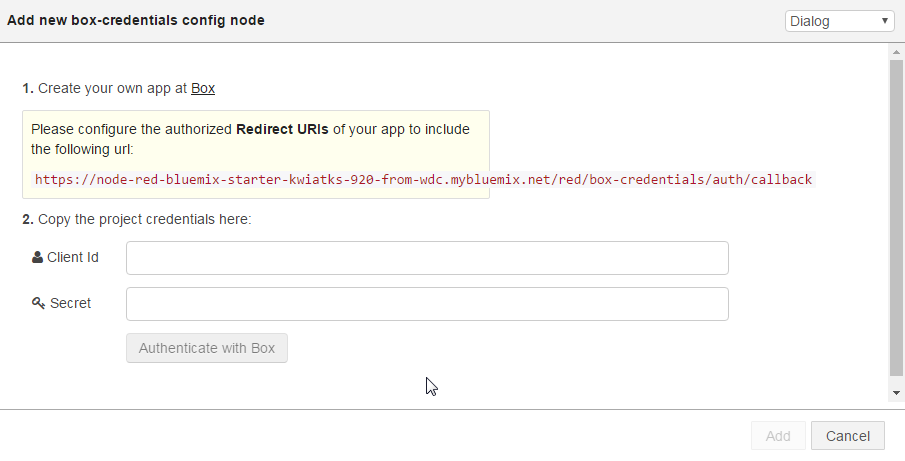 Add new box-credentials config node
Dialog
1. Create your own app at Box
Please configure the authorized Redirect URIs of your app to include
the following url:
https://node-red-bluemix-starter-kwiatks-920-from-wdc.mybluemix.net/red/box-credentials/auth/callback
2. Copy the project credentials here:
Client Id
Secret
Authenticate with Box
Add
Cancel